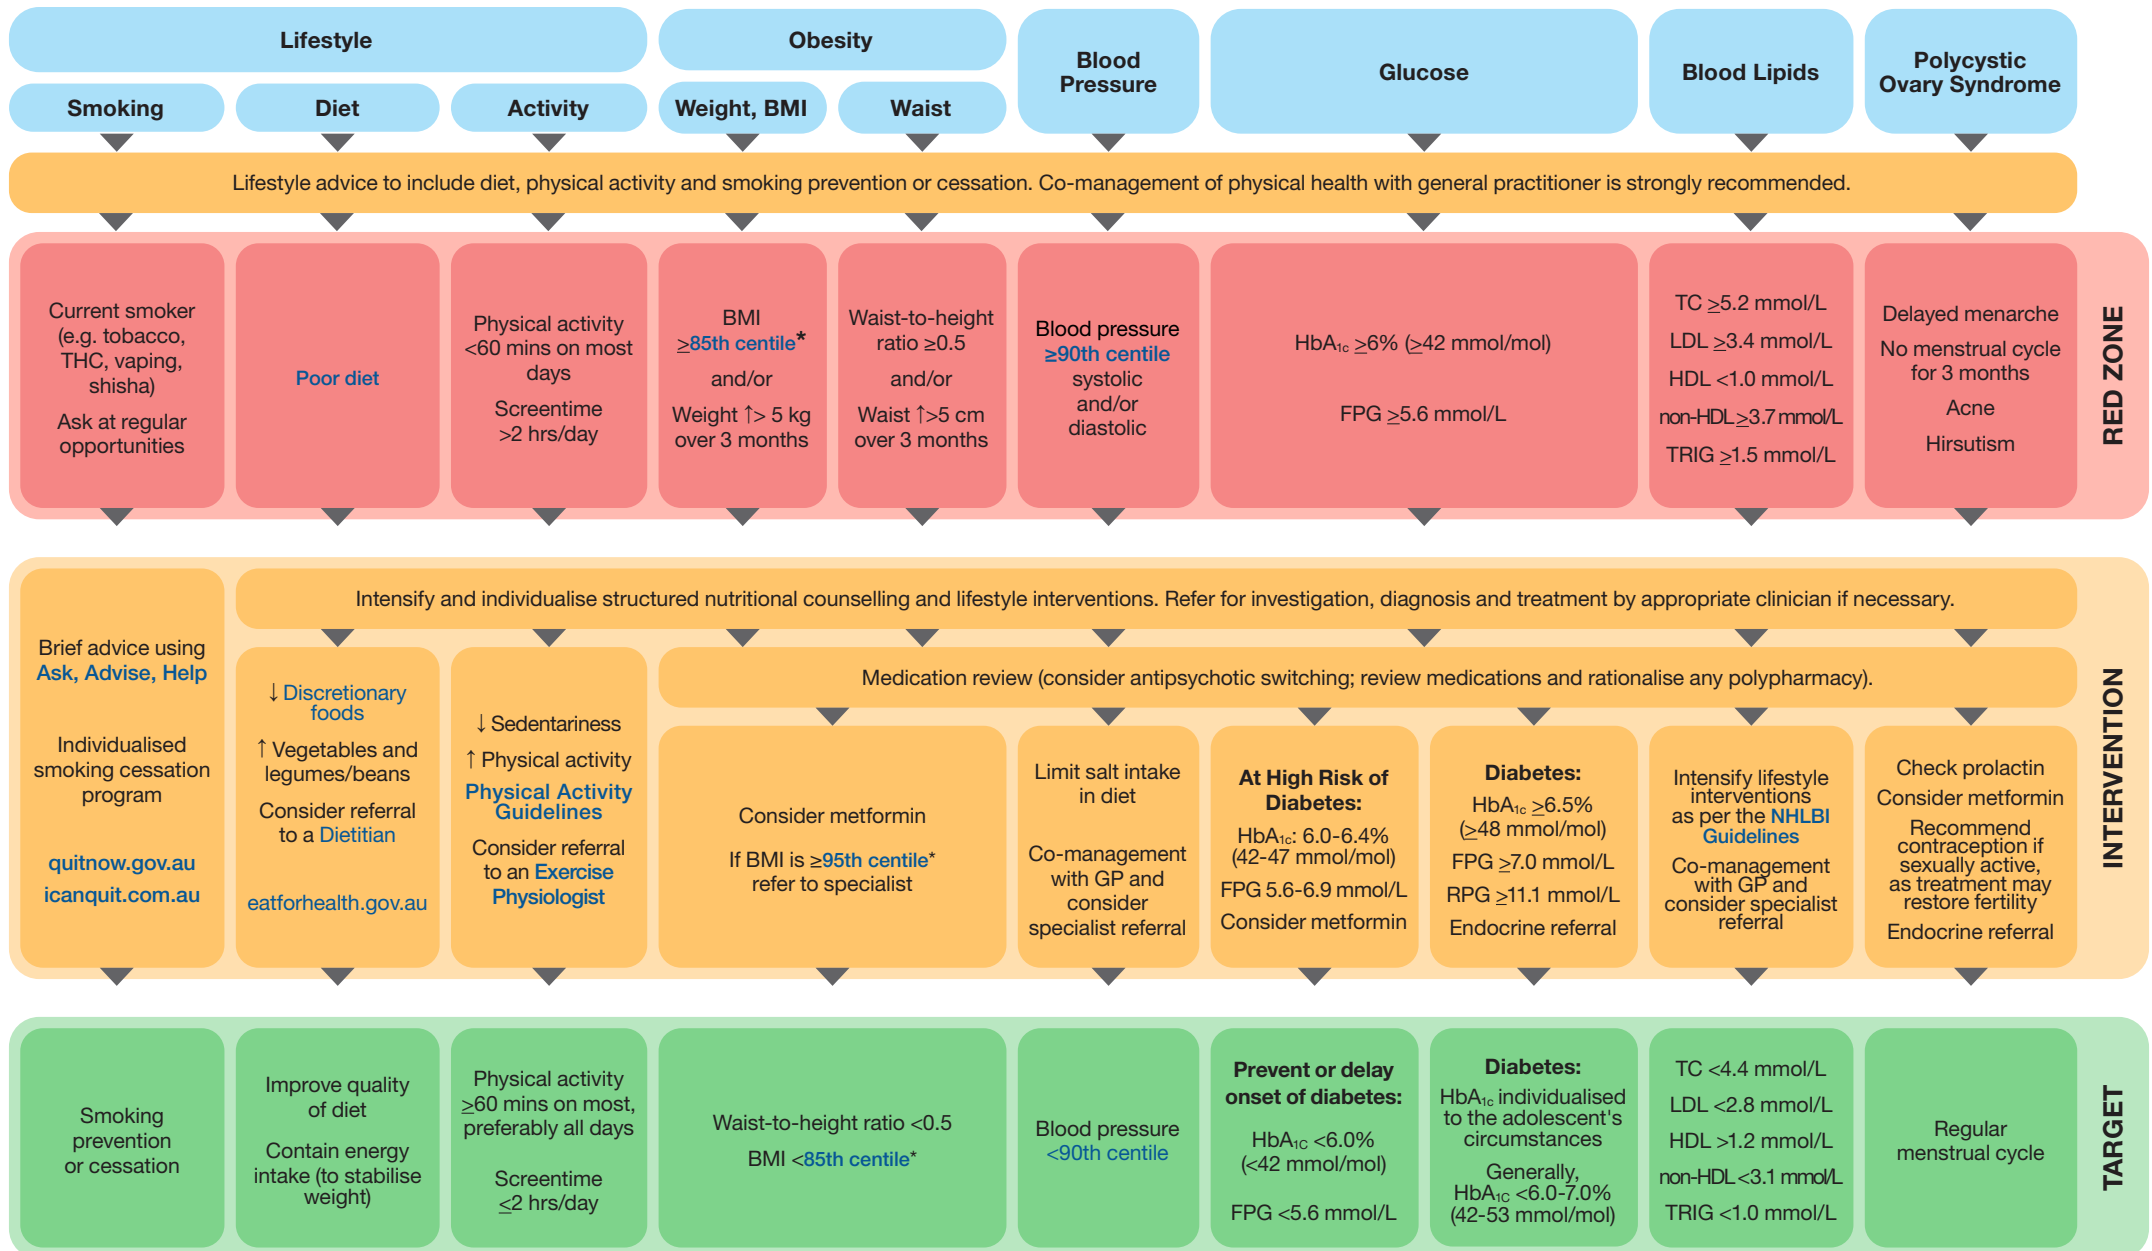 Lifestyle
Obesity
Blood
Pressure
Glucose
Blood Lipids
Polycystic
Ovary Syndrome
Smoking
Diet
Activity
Weight, BMI
Waist
Lifestyle advice to include diet, physical activity and smoking prevention or cessation. Co-management of physical health with general practitioner is strongly recommended.
Current smoker
(e.g. tobacco,
THC, vaping,
shisha)
Ask at regular
opportunities
Poor diet
Physical activity
<60 mins on most
days
Screentime
>2 hrs/day
BMI
≥85th centile*
and/or
Weight ↑> 5 kg
over 3 months
Waist-to-height
ratio ≥0.5
and/or
Waist ↑>5 cm
over 3 months
Blood pressure
≥90th centile
systolic
and/or
diastolic
HbA1c ≥6% (≥42 mmol/mol)
FPG ≥5.6 mmol/L
TC ≥5.2 mmol/L
LDL ≥3.4 mmol/L
HDL <1.0 mmol/L
non-HDL ≥3.7 mmol/L
TRIG ≥1.5 mmol/L
Delayed menarche
No menstrual cycle
for 3 months
Acne
Hirsutism
RED ZONE
Brief advice using
Ask, Advise, Help
Individualised
smoking cessation
program
quitnow.gov.au
icanquit.com.au
Intensify and individualise structured nutritional counselling and lifestyle interventions. Refer for investigation, diagnosis and treatment by appropriate clinician if necessary.
↓ Discretionary
foods
↑ Vegetables and
legumes/beans
Consider referral
to a Dietitian
eatforhealth.gov.au
↓ Sedentariness
↑ Physical activity
Physical Activity
Guidelines
Consider referral
to an Exercise
Physiologist
Medication review (consider antipsychotic switching; review medications and rationalise any polypharmacy).
Consider metformin
If BMI is ≥95th centile*
refer to specialist
Limit salt intake
in diet
Co-management
with GP and
consider
specialist referral
At High Risk of
Diabetes:
HbA1c: 6.0-6.4%
(42-47 mmol/mol)
FPG 5.6-6.9 mmol/L
Consider metformin
Diabetes:
HbA1c ≥6.5%
(≥48 mmol/mol)
FPG ≥7.0 mmol/L
RPG ≥11.1 mmol/L
Endocrine referral
Intensify lifestyle
interventions
as per the NHLBI
Guidelines
Co-management
with GP and
consider specialist
referral
Check prolactin
Consider metformin
Recommend
contraception if
sexually active,
as treatment may
restore fertility
Endocrine referral
INTERVENTION
Smoking
prevention
or cessation
Improve quality
of diet
Contain energy
intake (to stabilise
weight)
Physical activity
≥60 mins on most,
preferably all days
Screentime
≤2 hrs/day
Waist-to-height ratio <0.5
BMI <85th centile*
Blood pressure
<90th centile
Prevent or delay
onset of diabetes:
HbA1C <6.0%
(<42 mmol/mol)
FPG <5.6 mmol/L
Diabetes:
HbA1c individualised
to the adolescent's
circumstances
Generally,
HbA1C <6.0-7.0%
(42-53 mmol/mol)
TC <4.4 mmol/L
LDL <2.8 mmol/L
HDL >1.2 mmol/L
non-HDL <3.1 mmol/L
TRIG <1.0 mmol/L
Regular
menstrual cycle
TARGET